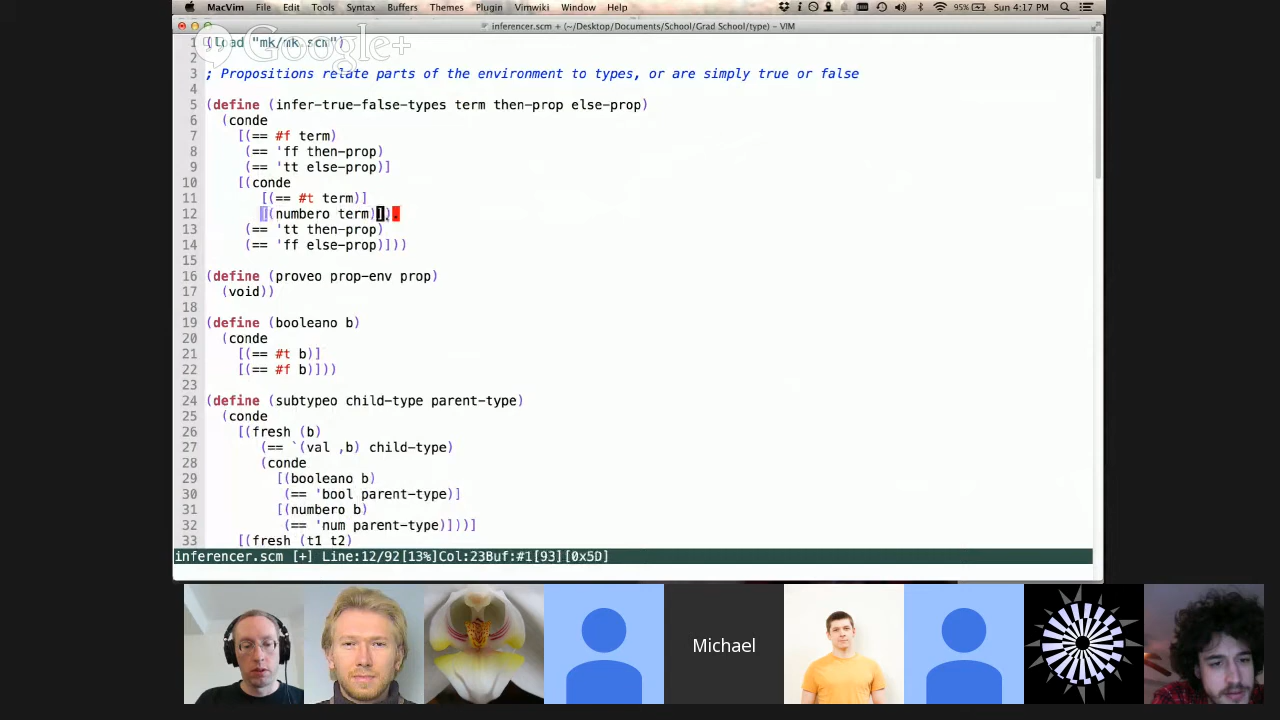 MacVim File Edit Tools Syntax Buffers Themes Plugin Vimwiki Window Help 95% Sun 4:17 PM
inferencer.scm + (~/Desktop/Documents/School/Grad School/type) – VIM
Google+
1 (load "mk/mk.scm")
2
3 ; Propositions relate parts of the environment to types, or are simply true or false
4
5 (define (infer-true-false-types term then-prop else-prop)
6 (conde
7 [(== #f term)
8 (== 'ff then-prop)
9 (== 'tt else-prop)]
10 [(conde
11 [(== #t term)]
12 [(numbero term)])
13 (== 'tt then-prop)
14 (== 'ff else-prop)]))
15
16 (define (proveo prop-env prop)
17 (void))
18
19 (define (booleano b)
20 (conde
21 [(== #t b)]
22 [(== #f b)]))
23
24 (define (subtypeo child-type parent-type)
25 (conde
26 [(fresh (b)
27 (== `(val ,b) child-type)
28 (conde
29 [(booleano b)
30 (== 'bool parent-type)]
31 [(numbero b)
32 (== 'num parent-type)]))]
33 [(fresh (t1 t2)
inferencer.scm [+] Line:12/92[13%]Col:23Buf:#1[93][0x5D]
Michael